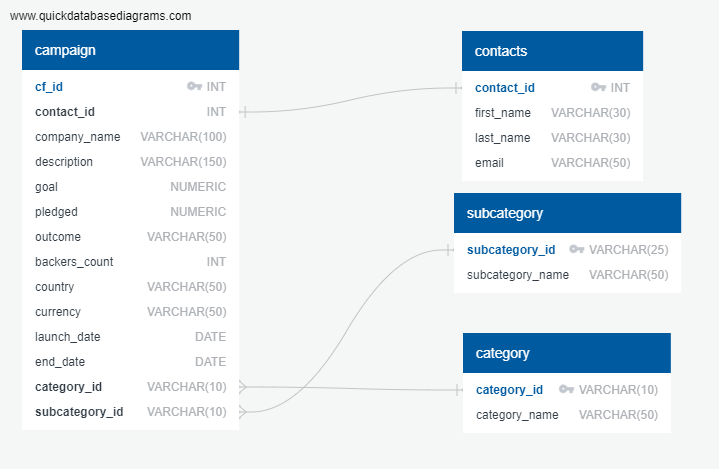 www.quickdatabasediagrams.com
campaign
cf_id INT
contact_id INT
company_name VARCHAR(100)
description VARCHAR(150)
goal NUMERIC
pledged NUMERIC
outcome VARCHAR(50)
backers_count INT
country VARCHAR(50)
currency VARCHAR(50)
launch_date DATE
end_date DATE
category_id VARCHAR(10)
subcategory_id VARCHAR(10)
contacts
contact_id INT
first_name VARCHAR(30)
last_name VARCHAR(30)
email VARCHAR(50)
subcategory
subcategory_id VARCHAR(25)
subcategory_name VARCHAR(50)
category
category_id VARCHAR(10)
category_name VARCHAR(50)